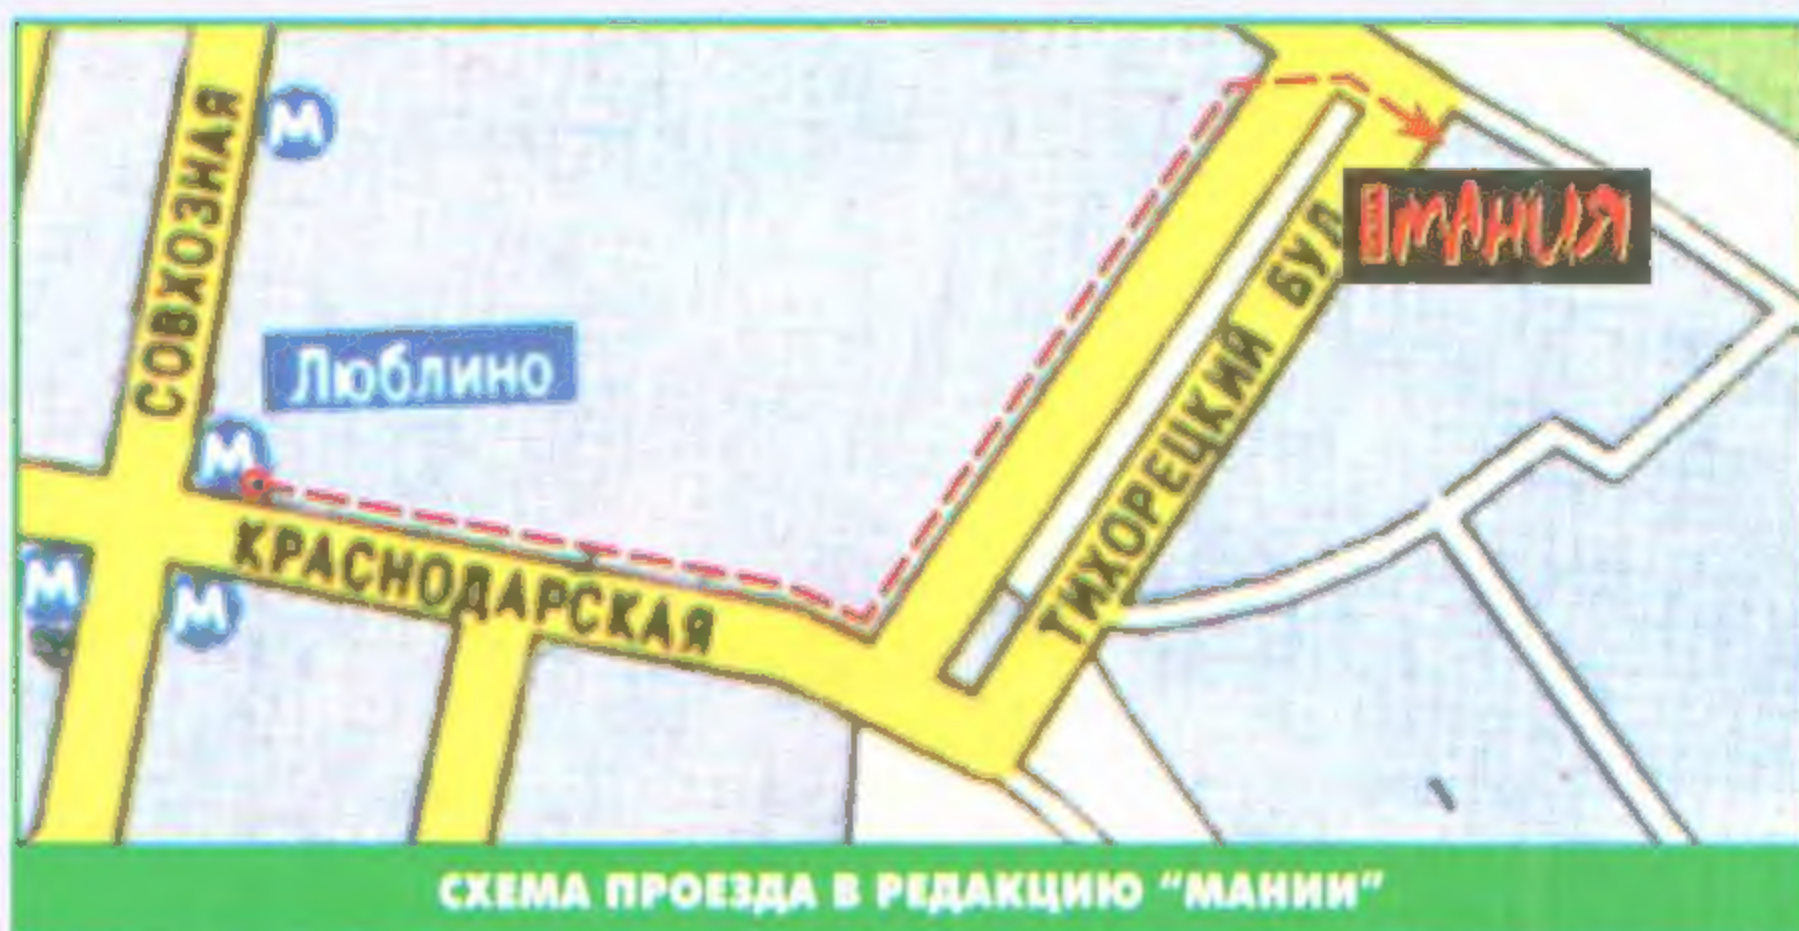 СОВХОЗНАЯ
М
Люблино
М
КРАСНОДАРСКАЯ
М
М
ТИХОРЕЦКИЙ БУЛ
МАНИЯ
СХЕМА ПРОЕЗДА В РЕДАКЦИЮ “МАНИИ”